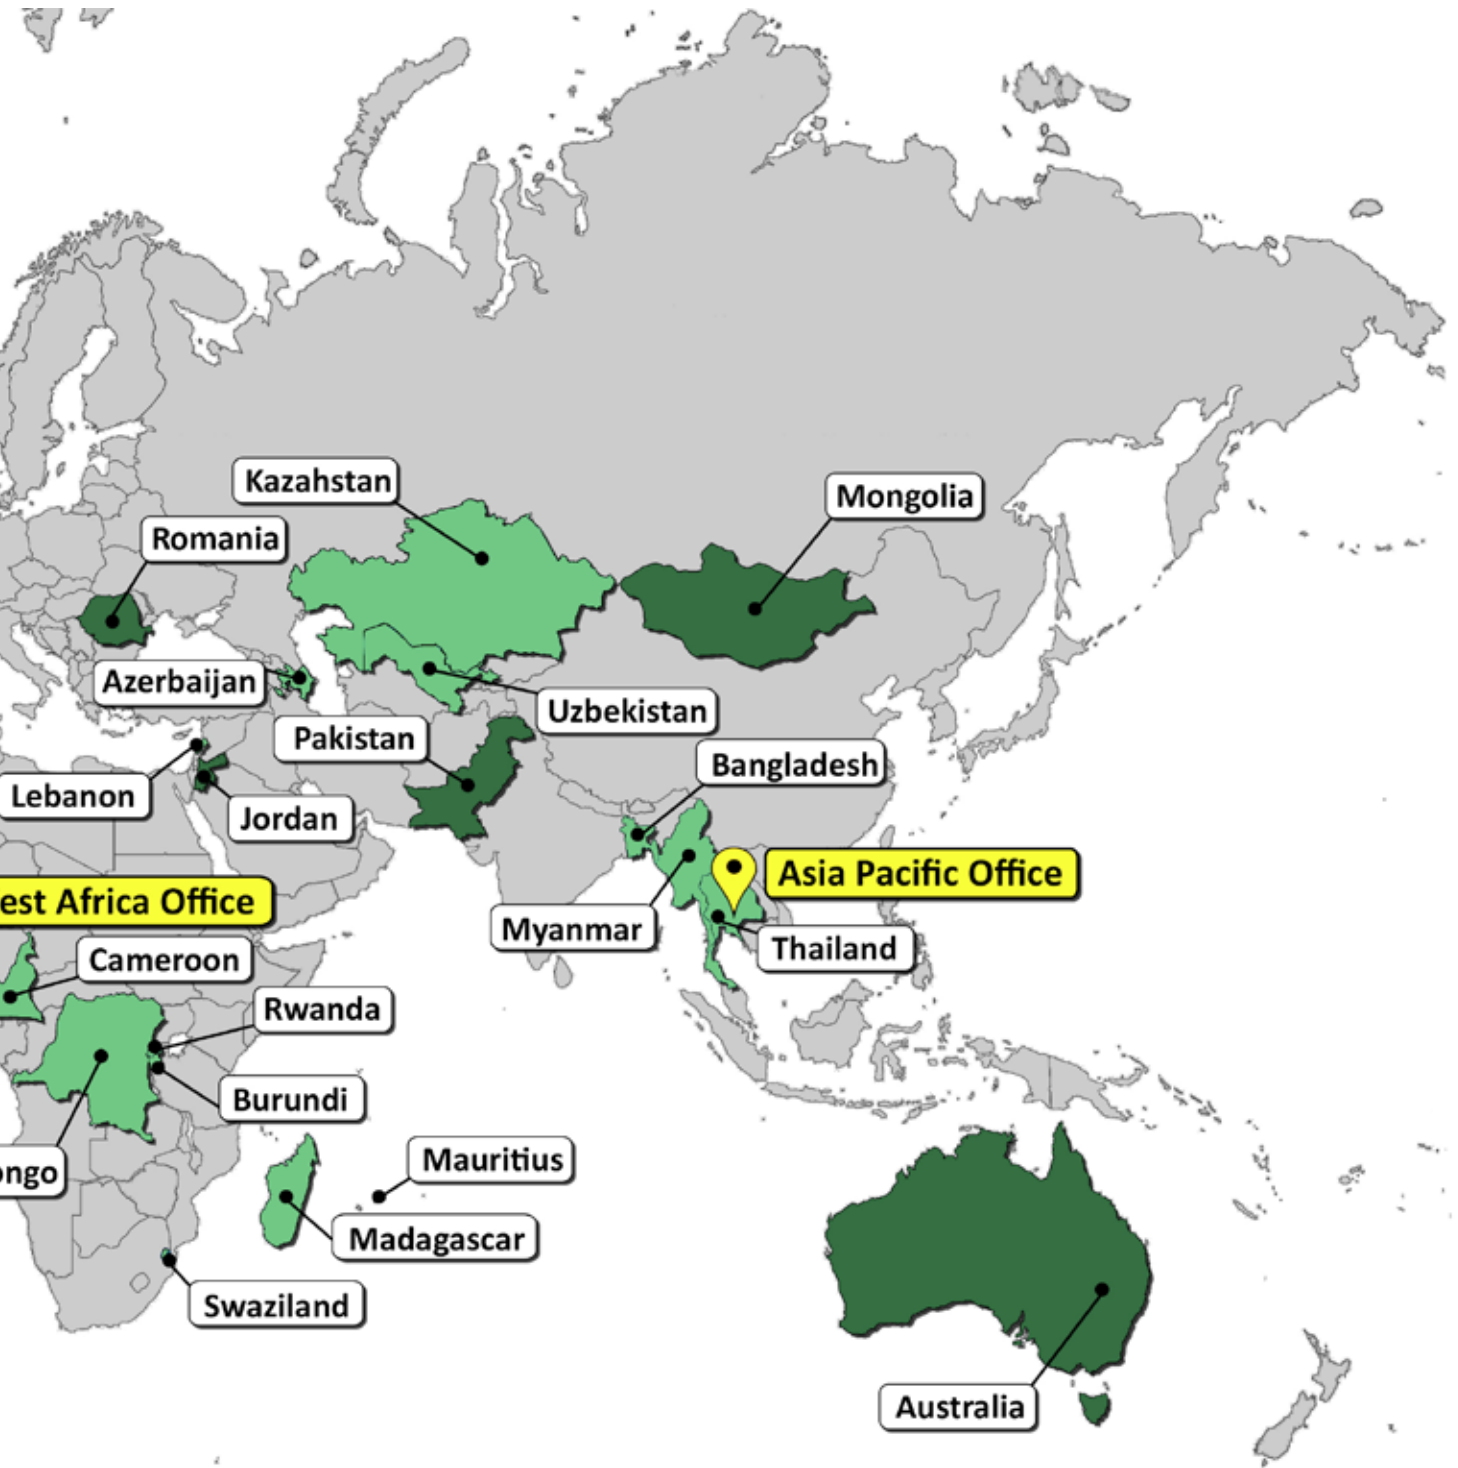 Kazahstan
Mongolia
Romania
Azerbaijan
Uzbekistan
Pakistan
Bangladesh
Lebanon
Jordan
Asia Pacific Office
est Africa Office
Myanmar
Thailand
Cameroon
Rwanda
Burundi
ongo
Mauritius
Madagascar
Swaziland
Australia